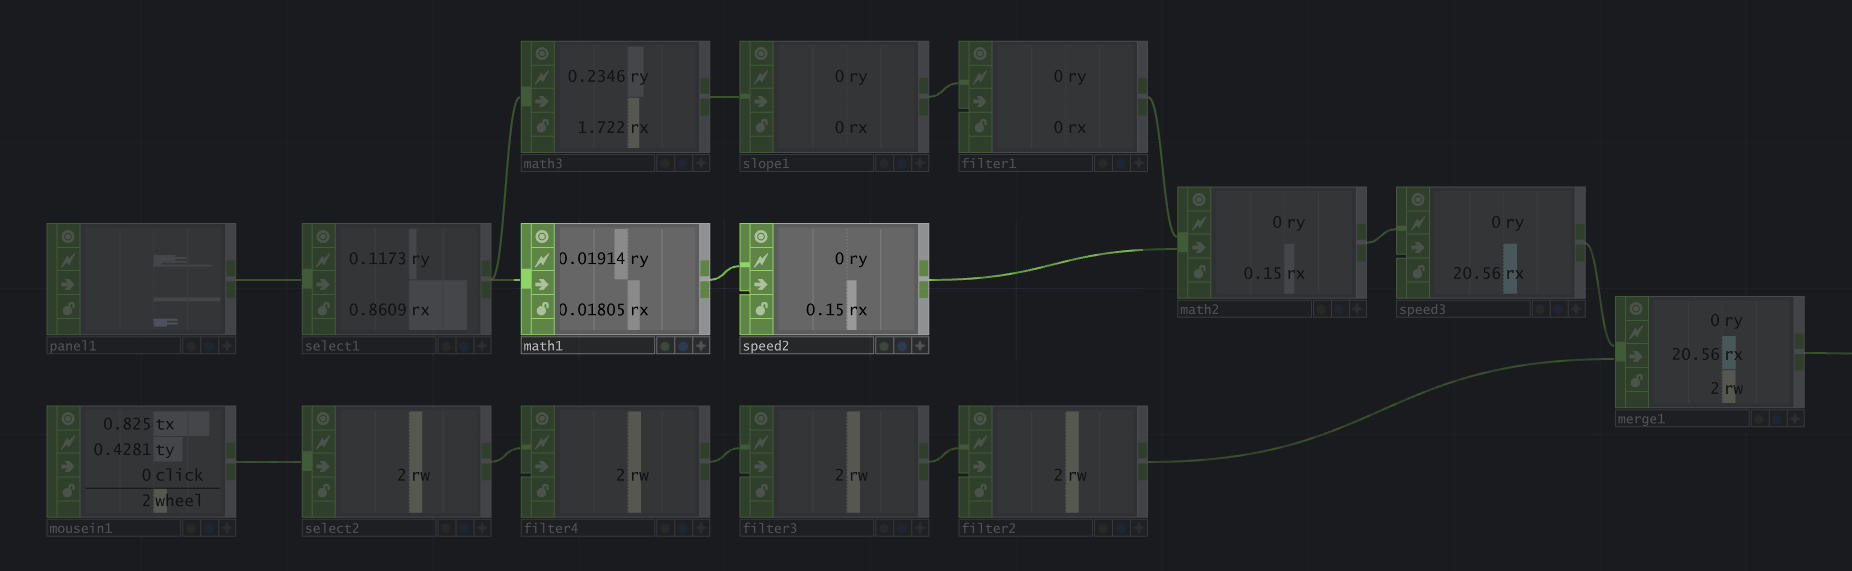 0.2346 ry
1.722 rx
math3
0 ry
0 rx
slope1
0 ry
0 rx
filter1
panel1
0.1173 ry
0.8609 rx
select1
0.01914 ry
0.01805 rx
math1
0 ry
0.15 rx
speed2
0 ry
0.15 rx
math2
0 ry
20.56 rx
speed3
0 ry
20.56 rx
2 rw
merge1
0.825 tx
0.4281 ty
0 click
2 wheel
mousein1
2 rw
select2
2 rw
filter4
2 rw
filter3
2 rw
filter2